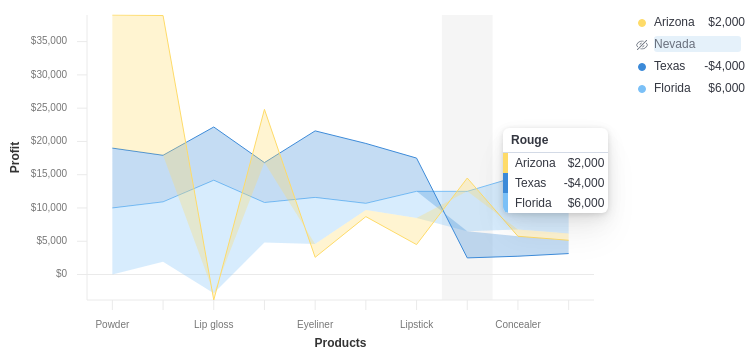 Arizona $2,000
Nevada
Texas -$4,000
Florida $6,000
$35,000
$30,000
$25,000
$20,000
$15,000
$10,000
$5,000
$0
Profit
Rouge
Arizona $2,000
Texas -$4,000
Florida $6,000
Powder Lip gloss Eyeliner Lipstick Concealer
Products